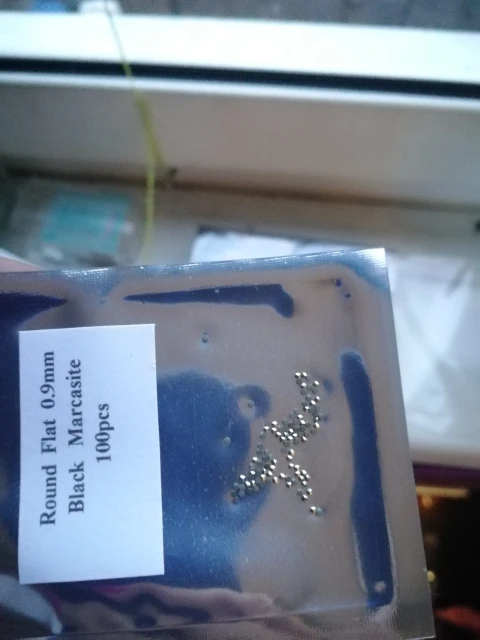 Round Flat 0.9mm
Black Marcasite
100pcs